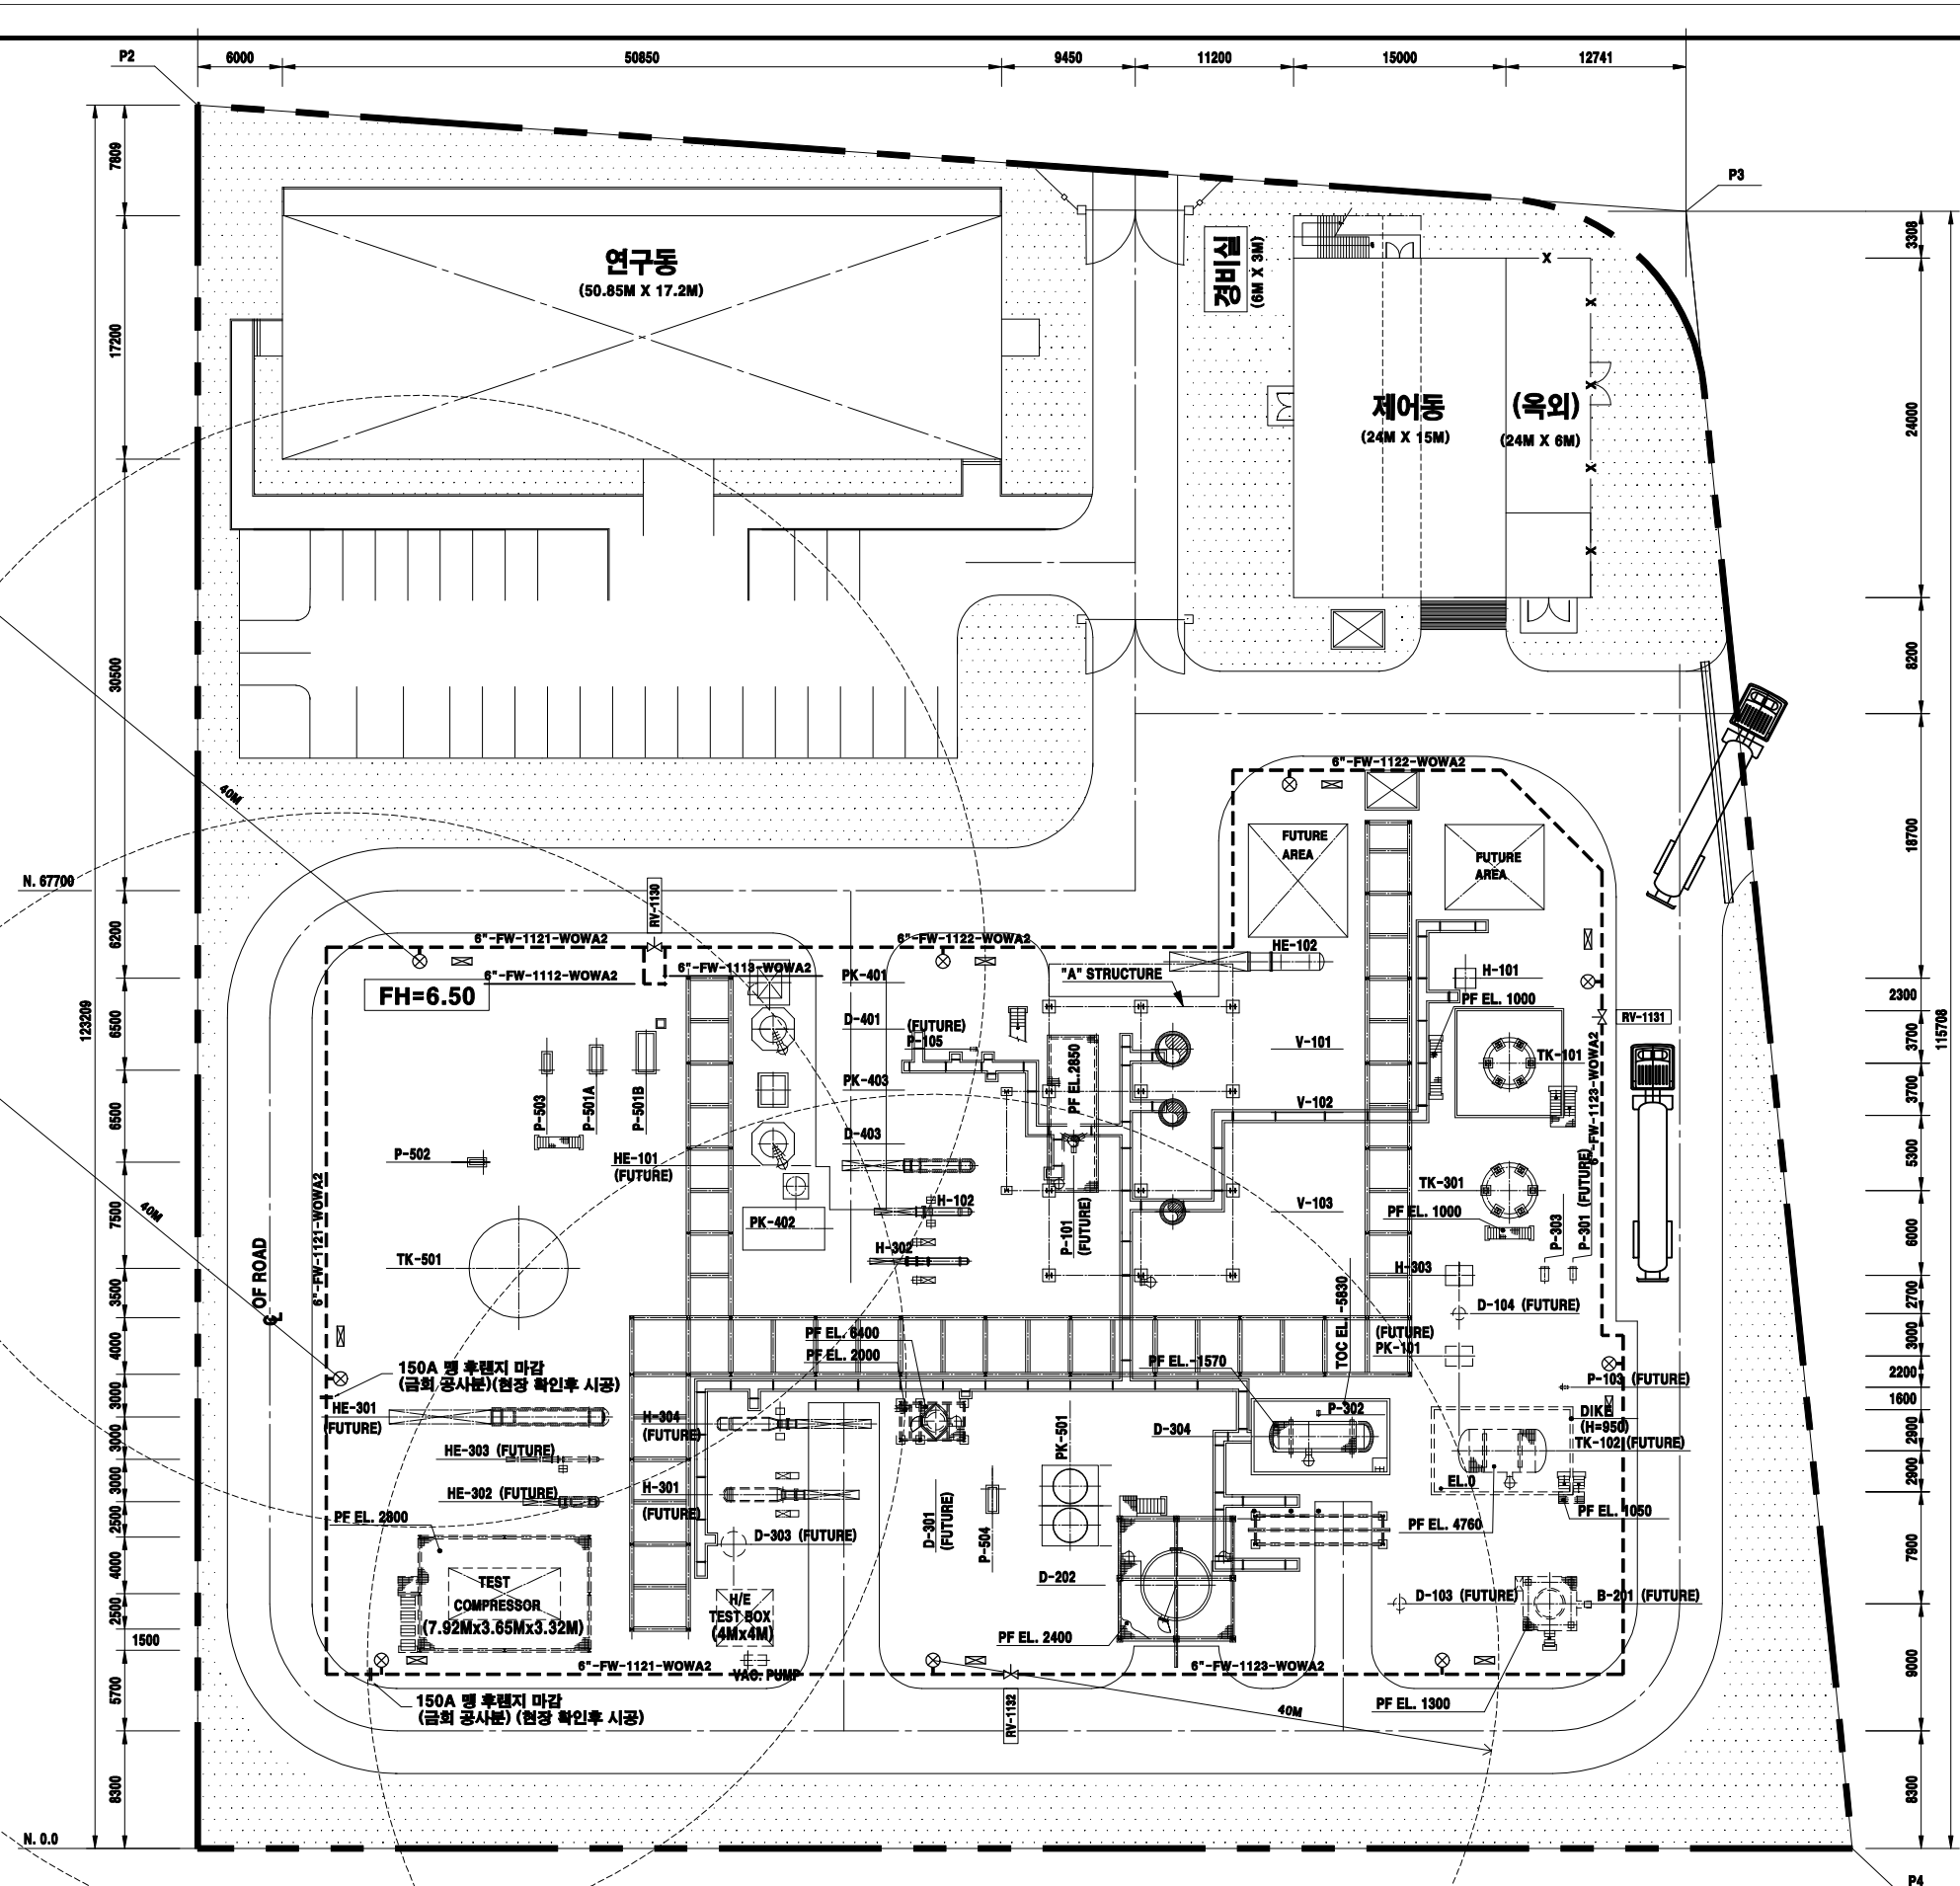 P2
6000
50850
9450
11200
15000
12741
P3
7809
17200
30500
N. 67700
6200
6500
6500
7500
3500
4000
3000
3000
3000
2500
4000
2500
1500
5700
8300
N. 0.0
123209
3308
24000
8200
18700
2300
3700
3700
5300
6000
2700
3000
2200
1600
2900
2900
7900
9000
8300
115708
P4
연구동
(50.85M X 17.2M)
경비실
(6M X 3M)
제어동
(24M X 15M)
(옥외)
(24M X 6M)
X
X
X
X
X
40M
6"-FW-1122-WOWA2
FUTURE
AREA
FUTURE
AREA
RV-1130
6"-FW-1121-WOWA2
6"-FW-1122-WOWA2
HE-102
6"-FW-1112-WOWA2
6"-FW-1113-WOWA2
PK-401
"A" STRUCTURE
H-101
FH=6.50
PF EL. 1000
RV-1131
D-401
(FUTURE)
P-105
V-101
TK-101
P-503
P-501A
P-501B
PK-403
PF EL.2850
V-102
6"-FW-1123-WOWA2
D-403
P-502
HE-101
(FUTURE)
TK-301
H-102
PK-402
V-103
PF EL. 1000
P-303
P-301 (FUTURE)
40M
P-101
(FUTURE)
H-302
TK-501
H-303
6"-FW-1121-WOWA2
℄ OF ROAD
TOC EL. -5830
D-104 (FUTURE)
PF EL. 6400
(FUTURE)
PK-101
PF EL. 2000
PF EL.-1570
150A 맹 후렌지 마감
(금회 공사분)(현장 확인후 시공)
P-103 (FUTURE)
HE-301
(FUTURE)
H-304
(FUTURE)
P-302
DIKE
(H=950)
D-304
PK-501
TK-102 (FUTURE)
HE-303 (FUTURE)
EL.0
HE-302 (FUTURE)
H-301
(FUTURE)
PF EL. 2800
PF EL. 4760
PF EL. 1050
D-303 (FUTURE)
D-301
(FUTURE)
P-504
D-202
TEST
COMPRESSOR
(7.92Mx3.65Mx3.32M)
H/E
TEST BOX
(4Mx4M)
D-103 (FUTURE)
B-201 (FUTURE)
PF EL. 2400
6"-FW-1121-WOWA2
VAC. PUMP
6"-FW-1123-WOWA2
150A 맹 후렌지 마감
(금회 공사분) (현장 확인후 시공)
RV-1132
40M
PF EL. 1300